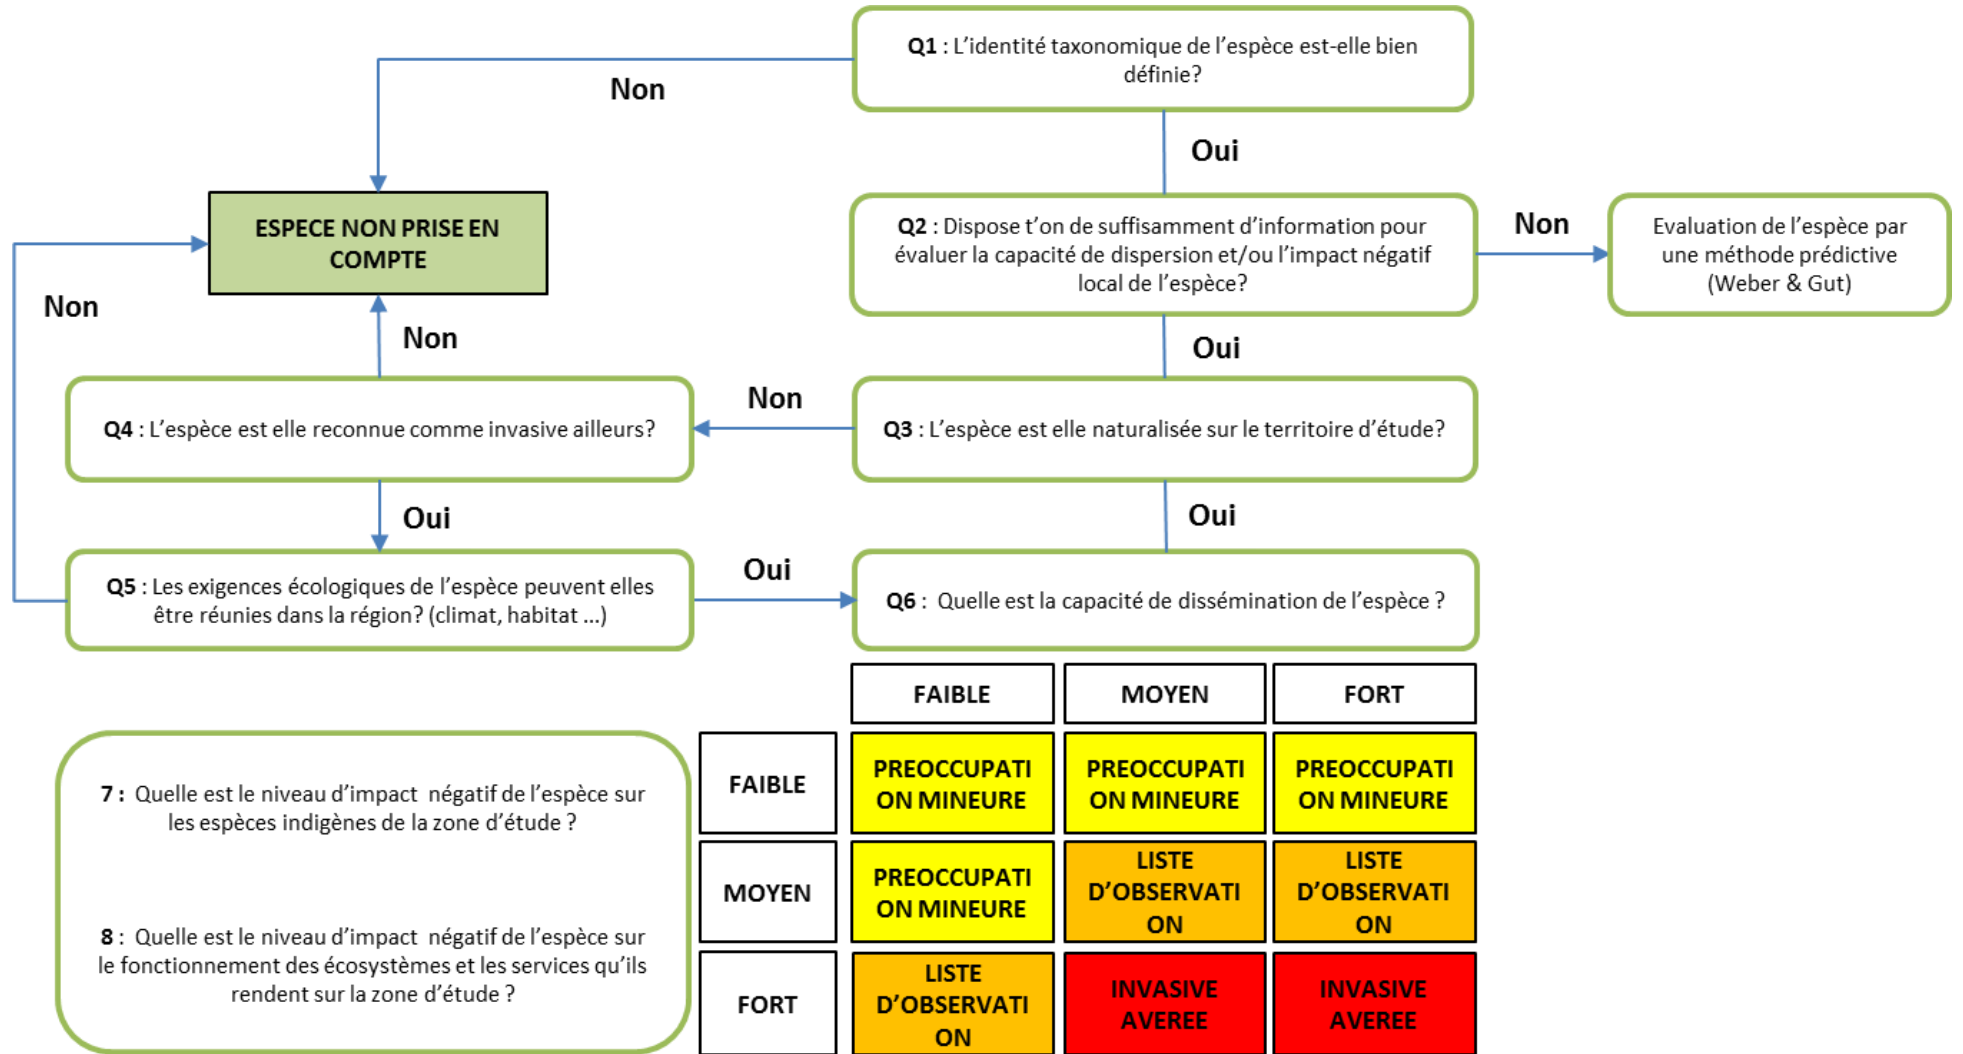 Q1 : L’identité taxonomique de l’espèce est-elle bien
définie?
Non
Oui
ESPECE NON PRISE EN
COMPTE
Q2 : Dispose t’on de suffisamment d’information pour
évaluer la capacité de dispersion et/ou l’impact négatif
local de l’espèce?
Non
Evaluation de l’espèce par
une méthode prédictive
(Weber & Gut)
Non
Non
Oui
Q4 : L’espèce est elle reconnue comme invasive ailleurs?
Non
Q3 : L’espèce est elle naturalisée sur le territoire d’étude?
Oui
Oui
Q5 : Les exigences écologiques de l’espèce peuvent elles
être réunies dans la région? (climat, habitat ...)
Oui
Q6 : Quelle est la capacité de dissémination de l’espèce ?
FAIBLE
MOYEN
FORT
7 : Quelle est le niveau d’impact négatif de l’espèce sur
les espèces indigènes de la zone d’étude ?
8 : Quelle est le niveau d’impact négatif de l’espèce sur
le fonctionnement des écosystèmes et les services qu’ils
rendent sur la zone d’étude ?
FAIBLE
PREOCCUPATI
ON MINEURE
PREOCCUPATI
ON MINEURE
PREOCCUPATI
ON MINEURE
MOYEN
PREOCCUPATI
ON MINEURE
LISTE
D’OBSERVATI
ON
LISTE
D’OBSERVATI
ON
FORT
LISTE
D’OBSERVATI
ON
INVASIVE
AVEREE
INVASIVE
AVEREE